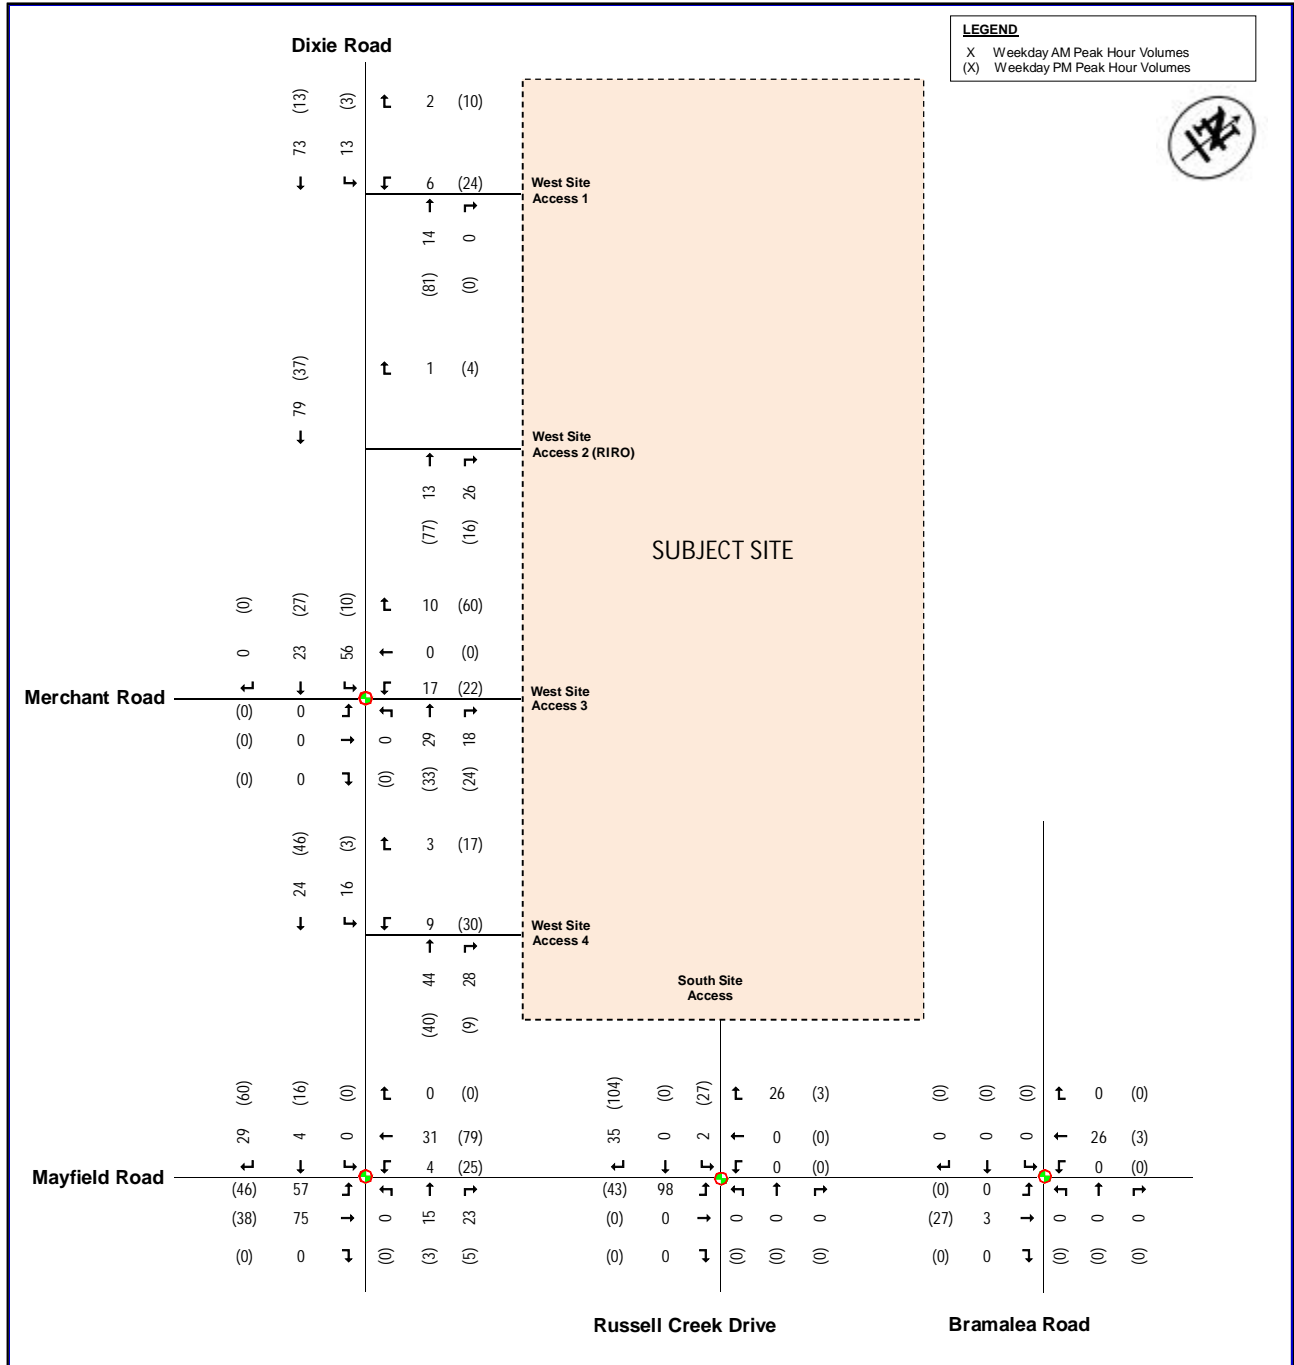 LEGEND
X Weekday AM Peak Hour Volumes
(X) Weekday PM Peak Hour Volumes
N
Dixie Road
(13) (3) 2 (10)
73 13
6 (24)
West Site
Access 1
14 0
(81) (0)
(37) 1 (4)
79
West Site
Access 2 (RIRO)
13 26
(77) (16)
SUBJECT SITE
(0) (27) (10) 10 (60)
0 23 56 0 (0)
17 (22)
Merchant Road
West Site
Access 3
(0) 0
(0) 0 0 29 18
(0) 0 (0) (33) (24)
(46) (3) 3 (17)
24 16
9 (30)
West Site
Access 4
44 28
(40) (9)
South Site
Access
(60) (16) (0) 0 (0) (104) (0) (27) 26 (3) (0) (0) (0) 0 (0)
29 4 0 31 (79) 35 0 2 0 (0) 0 0 0 26 (3)
4 (25) 0 (0) 0 (0)
Mayfield Road
(46) 57 (43) 98 (0) 0
(38) 75 0 15 23 (0) 0 0 0 0 (27) 3 0 0 0
(0) 0 (0) (3) (5) (0) 0 (0) (0) (0) (0) 0 (0) (0) (0)
Russell Creek Drive
Bramalea Road